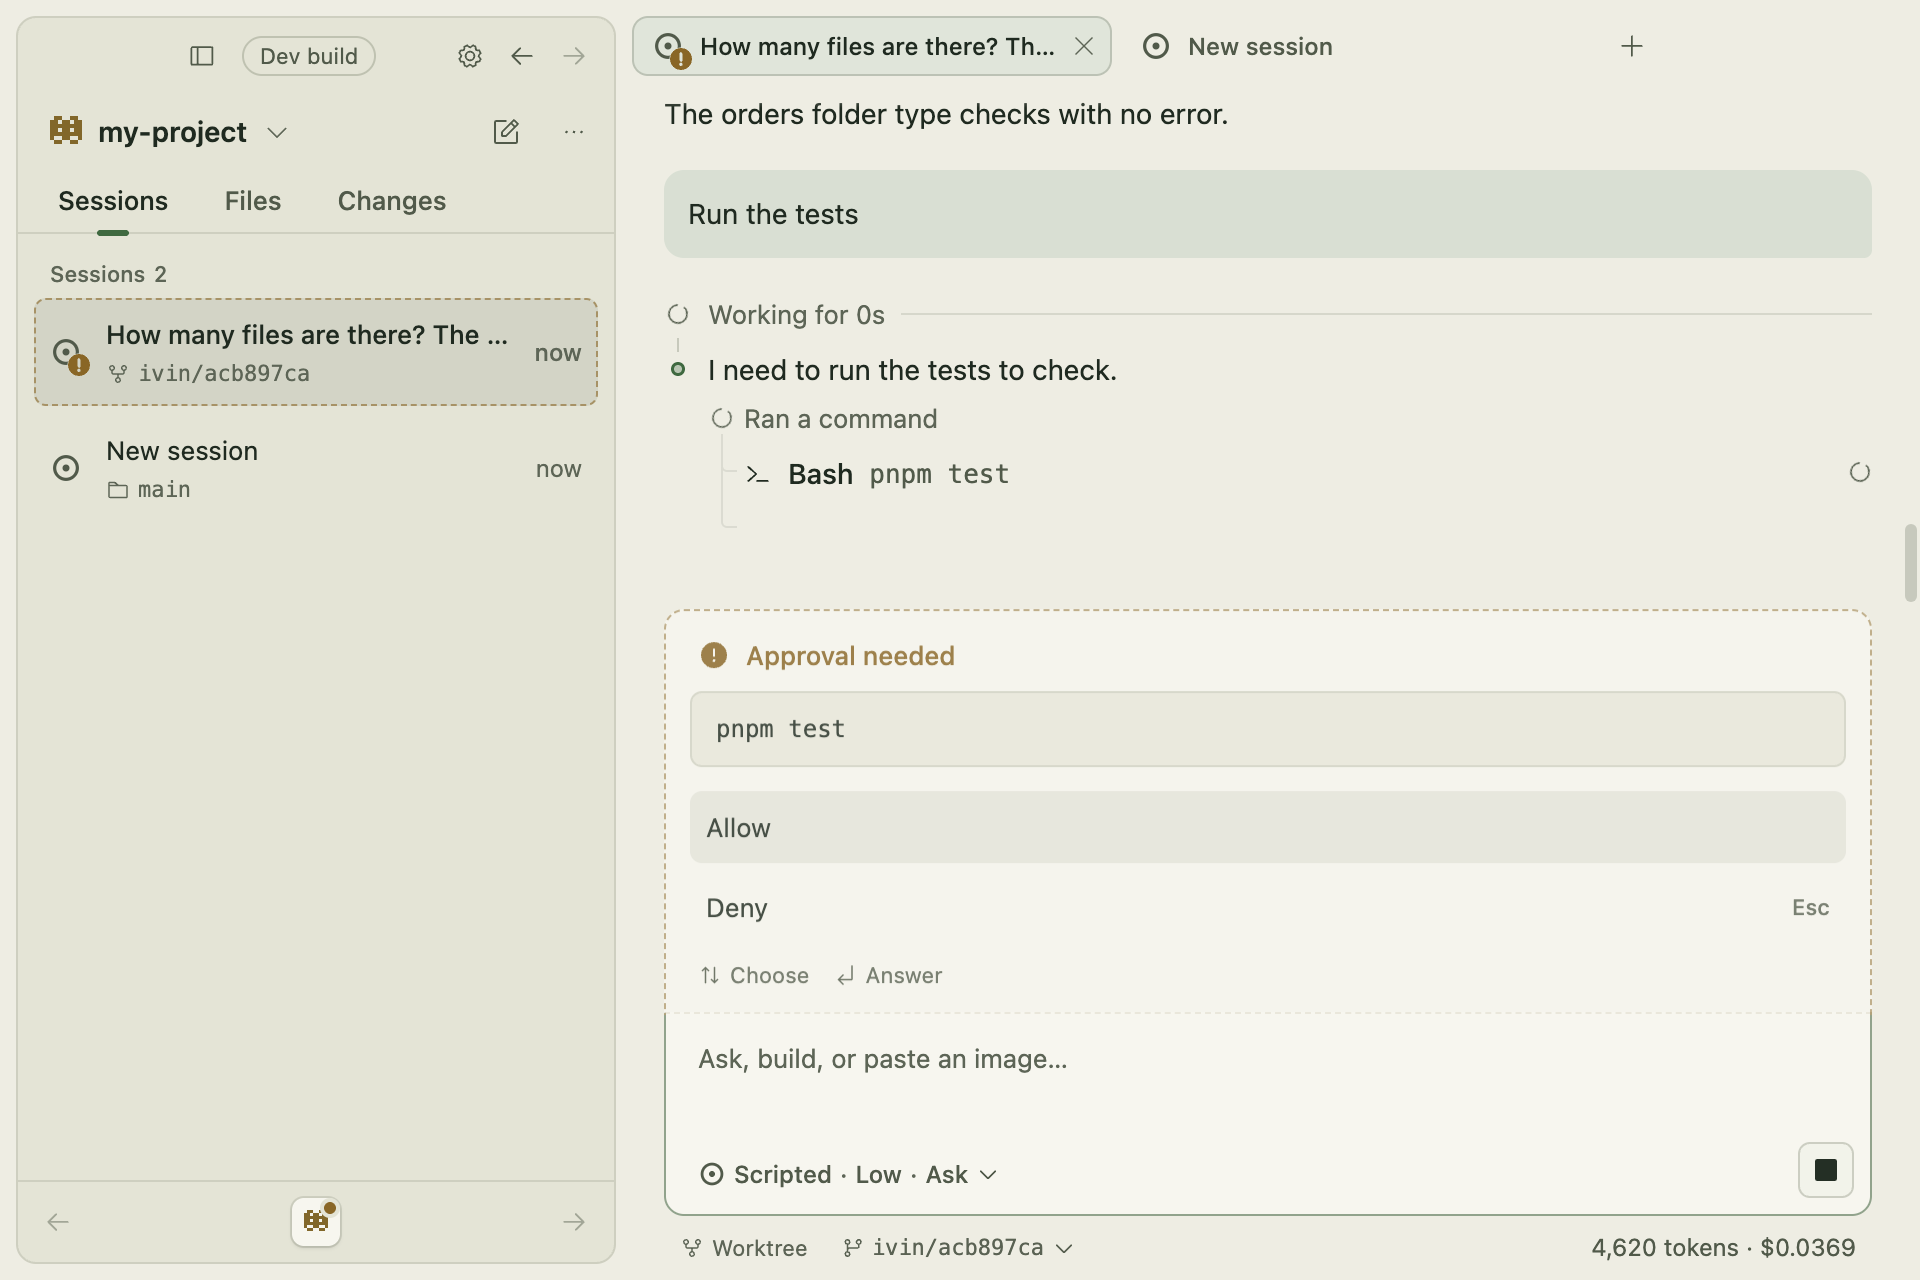 Dev build
my-project
Sessions
Files
Changes
Sessions 2
How many files are there? The ...
now
ivin/acb897ca
New session
now
main
How many files are there? Th...
New session
The orders folder type checks with no error.
Run the tests
Working for 0s
I need to run the tests to check.
Ran a command
Bash pnpm test
Approval needed
pnpm test
Allow
Deny
Esc
Choose
Answer
Ask, build, or paste an image...
Scripted · Low · Ask
Worktree
ivin/acb897ca
4,620 tokens · $0.0369